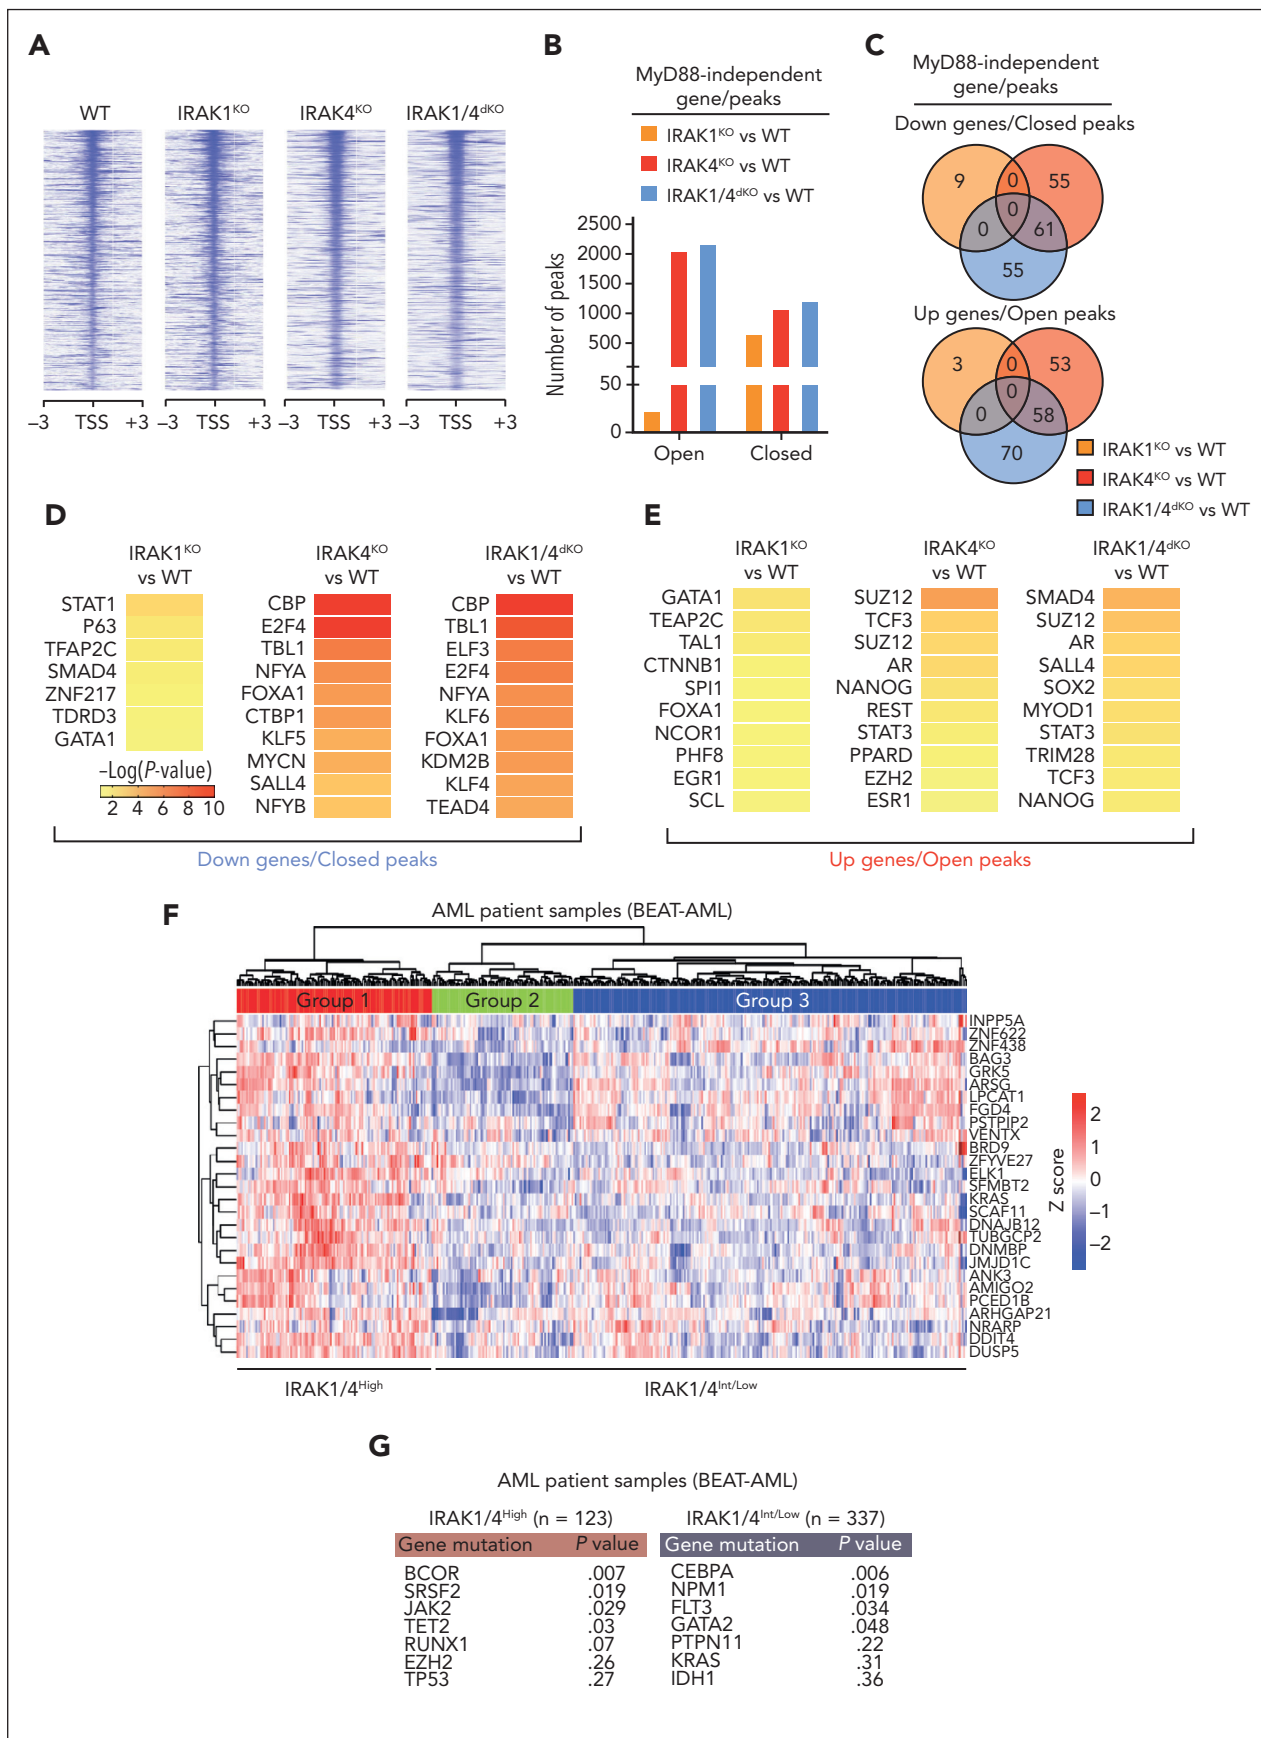 A
WT IRAK1KO IRAK4KO IRAK1/4dKO
–3 TSS +3 –3 TSS +3 –3 TSS +3 –3 TSS +3
B
MyD88-independent
gene/peaks
IRAK1KO vs WT
IRAK4KO vs WT
IRAK1/4dKO vs WT
Number of peaks
2500
2000
1500
1000
500
50
0
Open Closed
C
MyD88-independent
gene/peaks
Down genes/Closed peaks
9 0 55
0
0 61
55
Up genes/Open peaks
3 0 53
0
0 58
70
IRAK1KO vs WT
IRAK4KO vs WT
IRAK1/4dKO vs WT
D
IRAK1KO
vs WT
STAT1
P63
TFAP2C
SMAD4
ZNF217
TDRD3
GATA1
–Log(P-value)
2 4 6 8 10
IRAK4KO
vs WT
CBP
E2F4
TBL1
NFYA
FOXA1
CTBP1
KLF5
MYCN
SALL4
NFYB
IRAK1/4dKO
vs WT
CBP
TBL1
ELF3
E2F4
NFYA
KLF6
FOXA1
KDM2B
KLF4
TEAD4
Down genes/Closed peaks
E
IRAK1KO
vs WT
GATA1
TEAP2C
TAL1
CTNNB1
SPI1
FOXA1
NCOR1
PHF8
EGR1
SCL
IRAK4KO
vs WT
SUZ12
TCF3
SUZ12
AR
NANOG
REST
STAT3
PPARD
EZH2
ESR1
IRAK1/4dKO
vs WT
SMAD4
SUZ12
AR
SALL4
SOX2
MYOD1
STAT3
TRIM28
TCF3
NANOG
Up genes/Open peaks
F
AML patient samples (BEAT-AML)
Group 1 Group 2 Group 3
INPP5A
ZNF622
ZNF438
BAG3
GRK5
ARSG
LPCAT1
FGD4
PSTPIP2
VENTX
BRD9
ZFYVE27
ELK1
SFMBT2
KRAS
SCAF11
DNAJB12
TUBGCP2
DNMBP
JMJD1C
ANK3
AMIGO2
PCED1B
ARHGAP21
NRARP
DDIT4
DUSP5
Z score
2
1
0
–1
–2
IRAK1/4High IRAK1/4Int/Low
G
AML patient samples (BEAT-AML)
IRAK1/4High (n = 123)
Gene mutation P value
BCOR .007
SRSF2 .019
JAK2 .029
TET2 .03
RUNX1 .07
EZH2 .26
TP53 .27
IRAK1/4Int/Low (n = 337)
Gene mutation P value
CEBPA .006
NPM1 .019
FLT3 .034
GATA2 .048
PTPN11 .22
KRAS .31
IDH1 .36